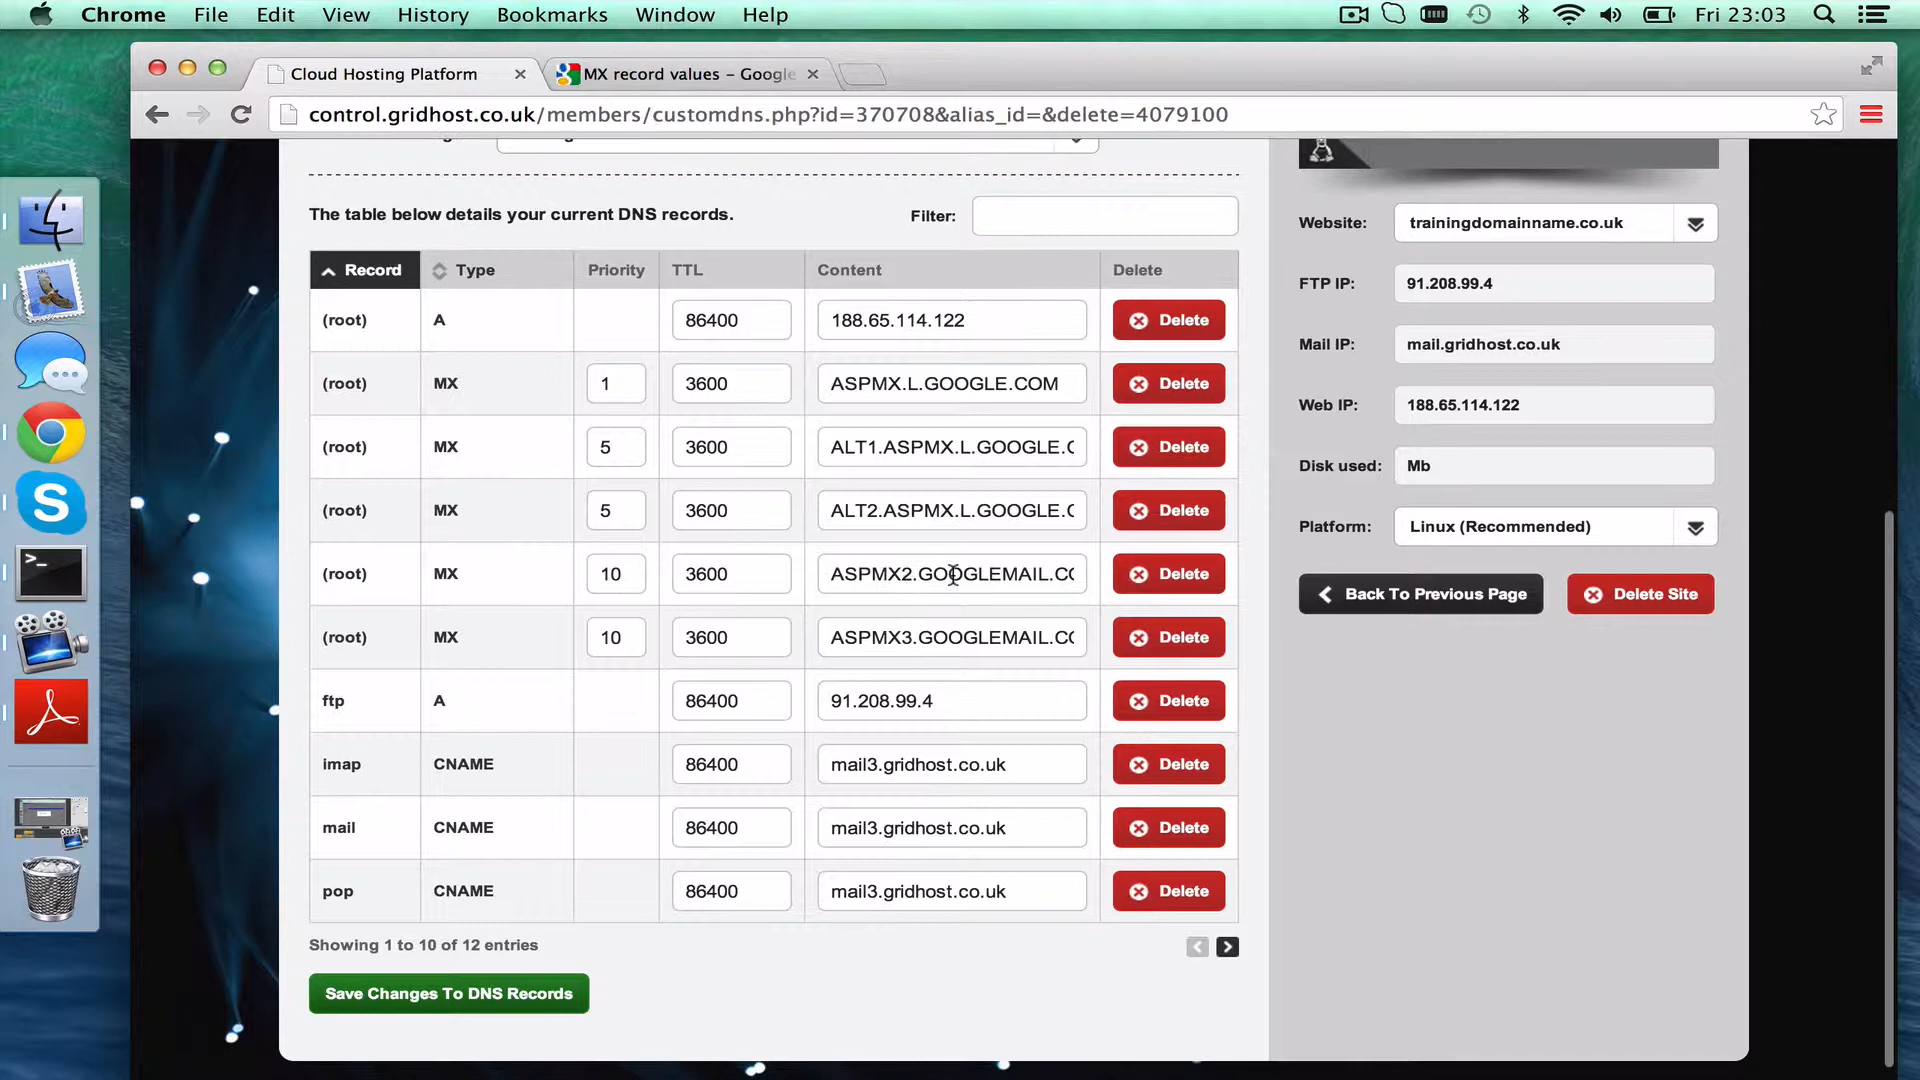 Chrome File Edit View History Bookmarks Window Help Fri 23:03
Cloud Hosting Platform
MX record values – Google
control.gridhost.co.uk/members/customdns.php?id=370708&alias_id=&delete=4079100
The table below details your current DNS records. Filter:
Record Type Priority TTL Content Delete
(root) A 86400 188.65.114.122 Delete
(root) MX 1 3600 ASPMX.L.GOOGLE.COM Delete
(root) MX 5 3600 ALT1.ASPMX.L.GOOGLE.C Delete
(root) MX 5 3600 ALT2.ASPMX.L.GOOGLE.C Delete
(root) MX 10 3600 ASPMX2.GOOGLEMAIL.CO Delete
(root) MX 10 3600 ASPMX3.GOOGLEMAIL.CO Delete
ftp A 86400 91.208.99.4 Delete
imap CNAME 86400 mail3.gridhost.co.uk Delete
mail CNAME 86400 mail3.gridhost.co.uk Delete
pop CNAME 86400 mail3.gridhost.co.uk Delete
Showing 1 to 10 of 12 entries
Save Changes To DNS Records
Website: trainingdomainname.co.uk
FTP IP: 91.208.99.4
Mail IP: mail.gridhost.co.uk
Web IP: 188.65.114.122
Disk used: Mb
Platform: Linux (Recommended)
Back To Previous Page
Delete Site